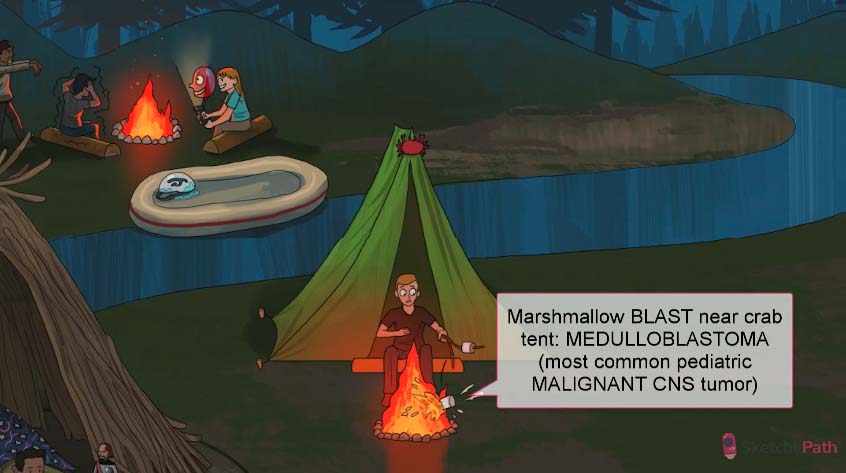 Marshmallow BLAST near crab
tent: MEDULLOBLASTOMA
(most common pediatric
MALIGNANT CNS tumor)
SketchyPath